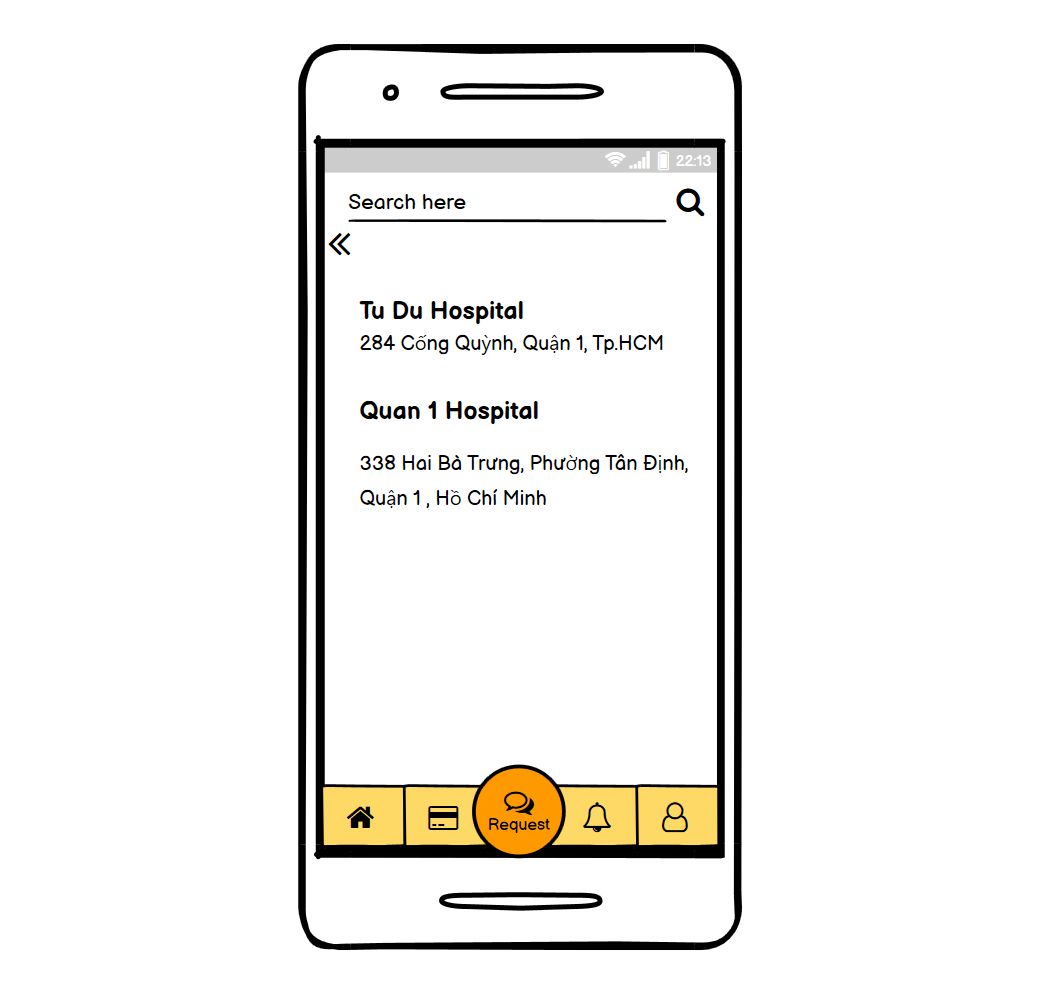 22:13
Search here
Tu Du Hospital
284 Cống Quỳnh, Quận 1, Tp.HCM
Quan 1 Hospital
338 Hai Bà Trưng, Phường Tân Định,
Quận 1 , Hồ Chí Minh
Request